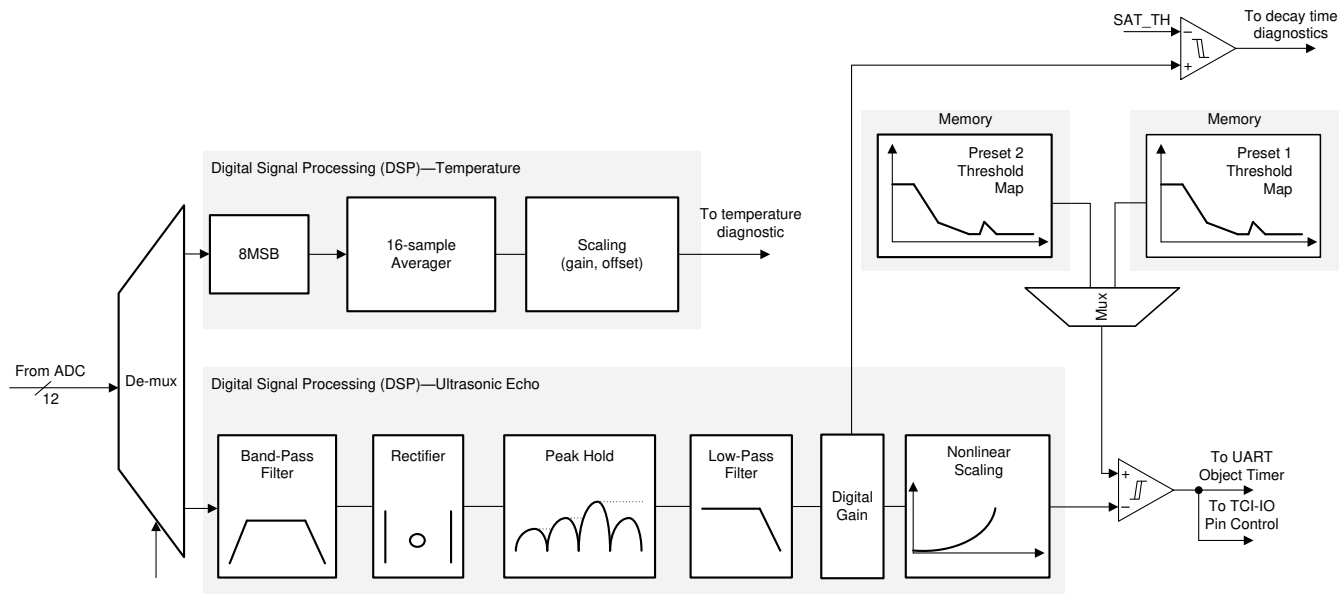 SAT_TH
−
+
To decay time
diagnostics
Memory
Preset 2
Threshold
Map
Memory
Preset 1
Threshold
Map
Mux
Digital Signal Processing (DSP)—Temperature
8MSB
16-sample
Averager
Scaling
(gain, offset)
To temperature
diagnostic
From ADC
12
De-mux
Digital Signal Processing (DSP)—Ultrasonic Echo
Band-Pass
Filter
Rectifier
Peak Hold
Low-Pass
Filter
Digital
Gain
Nonlinear
Scaling
+
−
To UART
Object Timer
To TCI-IO
Pin Control